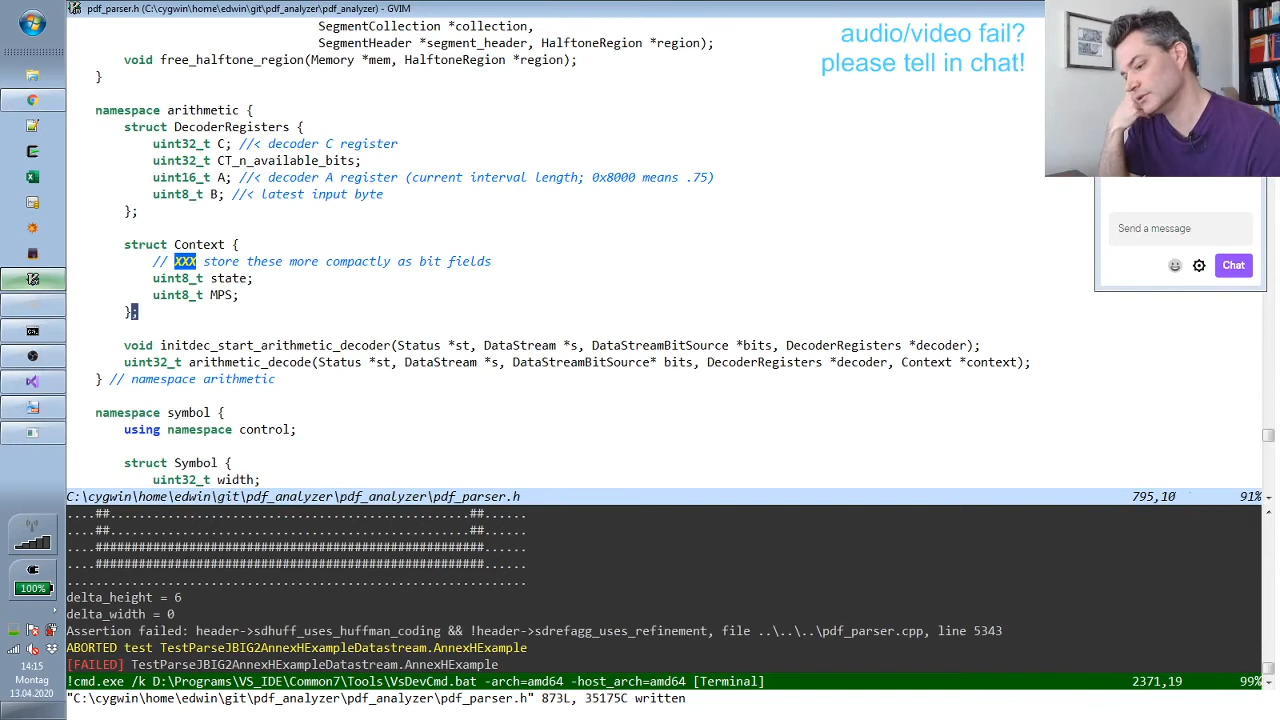 pdf_parser.h (C:\cygwin\home\edwin\git\pdf_analyzer\pdf_analyzer) - GVIM
SegmentCollection *collection,
SegmentHeader *segment_header, HalftoneRegion *region);
void free_halftone_region(Memory *mem, HalftoneRegion *region);
}
namespace arithmetic {
struct DecoderRegisters {
uint32_t C; //< decoder C register
uint32_t CT_n_available_bits;
uint16_t A; //< decoder A register (current interval length; 0x8000 means .75)
uint8_t B; //< latest input byte
};
struct Context {
// XXX store these more compactly as bit fields
uint8_t state;
uint8_t MPS;
};
void initdec_start_arithmetic_decoder(Status *st, DataStream *s, DataStreamBitSource *bits, DecoderRegisters *decoder);
uint32_t arithmetic_decode(Status *st, DataStream *s, DataStreamBitSource* bits, DecoderRegisters *decoder, Context *context);
} // namespace arithmetic
namespace symbol {
using namespace control;
struct Symbol {
uint32_t width;
C:\cygwin\home\edwin\git\pdf_analyzer\pdf_analyzer\pdf_parser.h 795,10 91%
....##..................................................##......
....##..................................................##......
....######################################################......
....######################################################......
................................................................
delta_height = 6
delta_width = 0
Assertion failed: header->sdhuff_uses_huffman_coding && !header->sdrefagg_uses_refinement, file ..\..\..\pdf_parser.cpp, line 5343
ABORTED test TestParseJBIG2AnnexHExampleDatastream.AnnexHExample
[FAILED] TestParseJBIG2AnnexHExampleDatastream.AnnexHExample
!cmd.exe /k D:\Programs\VS_IDE\Common7\Tools\VsDevCmd.bat -arch=amd64 -host_arch=amd64 [Terminal] 2371,19 99%
"C:\cygwin\home\edwin\git\pdf_analyzer\pdf_analyzer\pdf_parser.h" 873L, 35175C written
audio/video fail?
please tell in chat!
Send a message
Chat
100%
14:15
Montag
13.04.2020